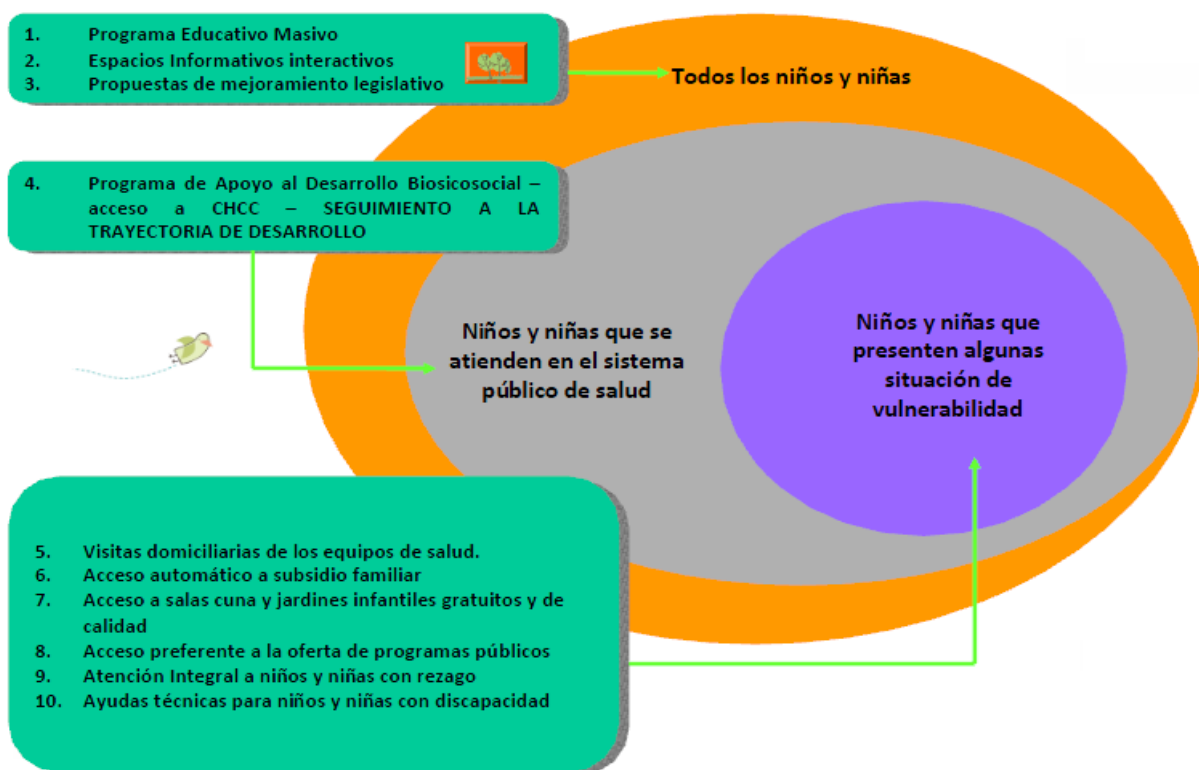 1. Programa Educativo Masivo
2. Espacios Informativos interactivos
3. Propuestas de mejoramiento legislativo
Todos los niños y niñas
4. Programa de Apoyo al Desarrollo Biosicosocial –
acceso a CHCC – SEGUIMIENTO A LA
TRAYECTORIA DE DESARROLLO
Niños y niñas que se
atienden en el sistema
público de salud
Niños y niñas que
presenten algunas
situación de
vulnerabilidad
5. Visitas domiciliarias de los equipos de salud.
6. Acceso automático a subsidio familiar
7. Acceso a salas cuna y jardines infantiles gratuitos y de
calidad
8. Acceso preferente a la oferta de programas públicos
9. Atención Integral a niños y niñas con rezago
10. Ayudas técnicas para niños y niñas con discapacidad